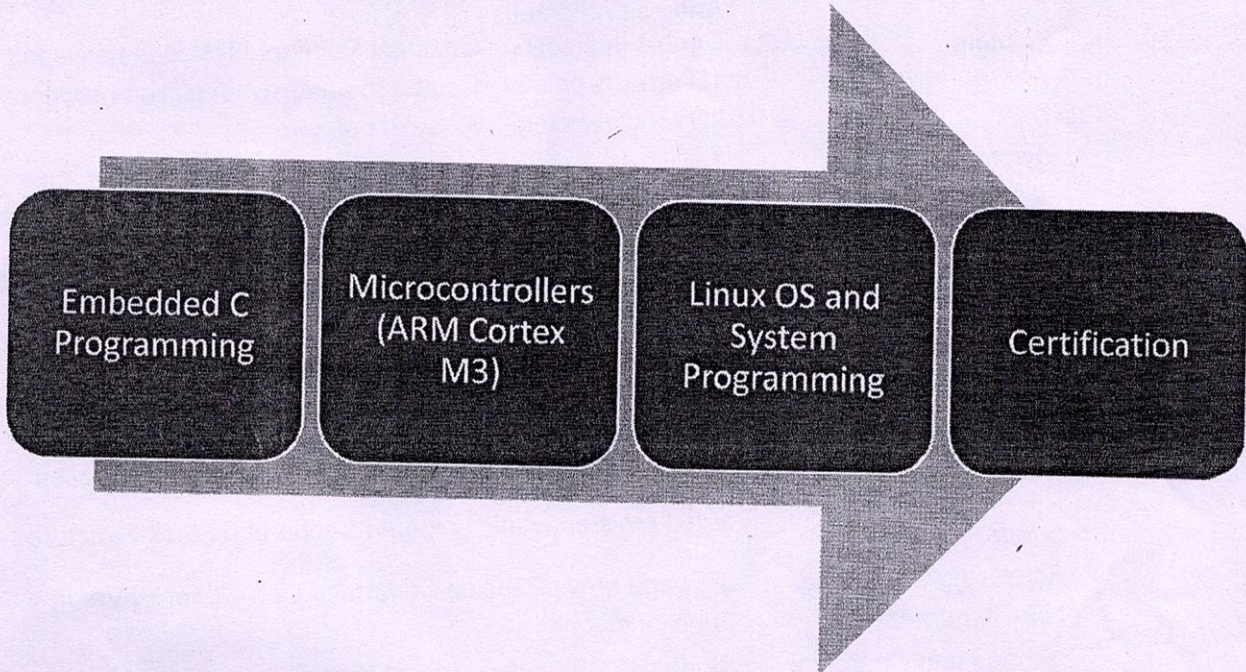 Embedded C
Programming
Microcontrollers
(ARM Cortex
M3)
Linux OS and
System
Programming
Certification